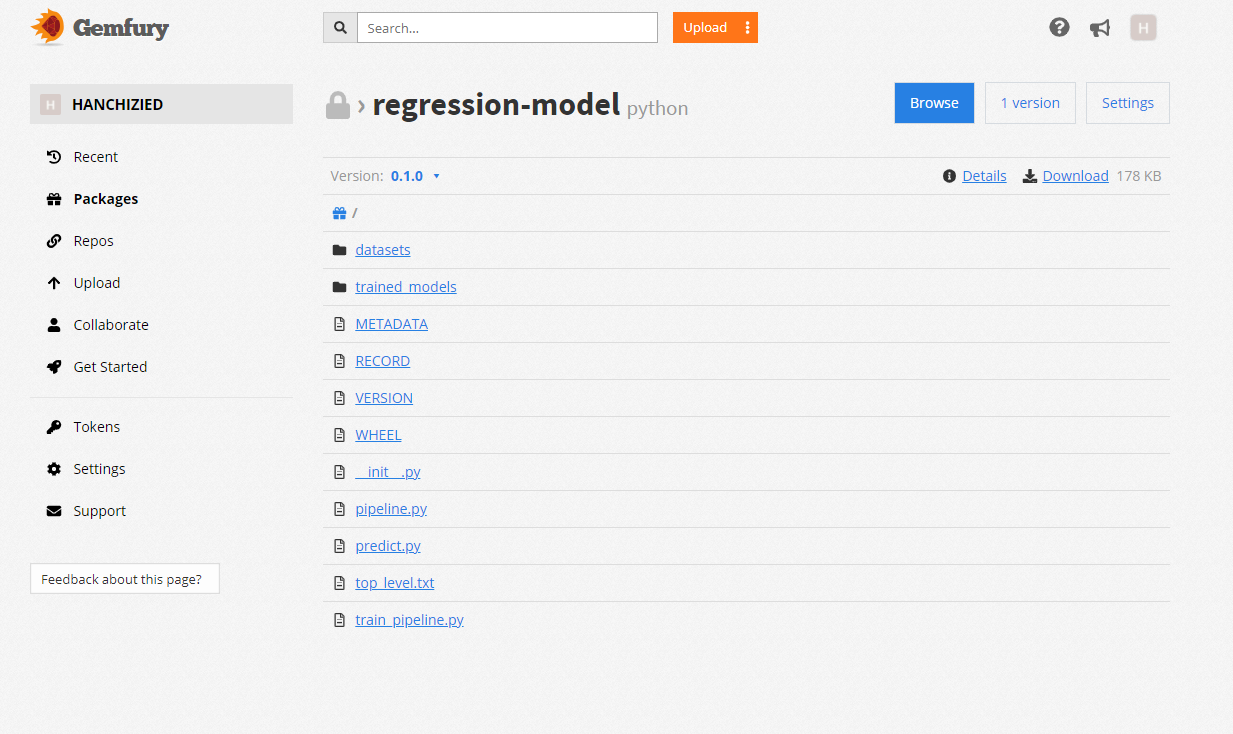 Gemfury
Search...
Upload
H
H HANCHIZIED
Recent
Packages
Repos
Upload
Collaborate
Get Started
Tokens
Settings
Support
Feedback about this page?
› regression-model python
Browse
1 version
Settings
Version: 0.1.0
Details Download 178 KB
/
datasets
trained_models
METADATA
RECORD
VERSION
WHEEL
__init__.py
pipeline.py
predict.py
top_level.txt
train_pipeline.py